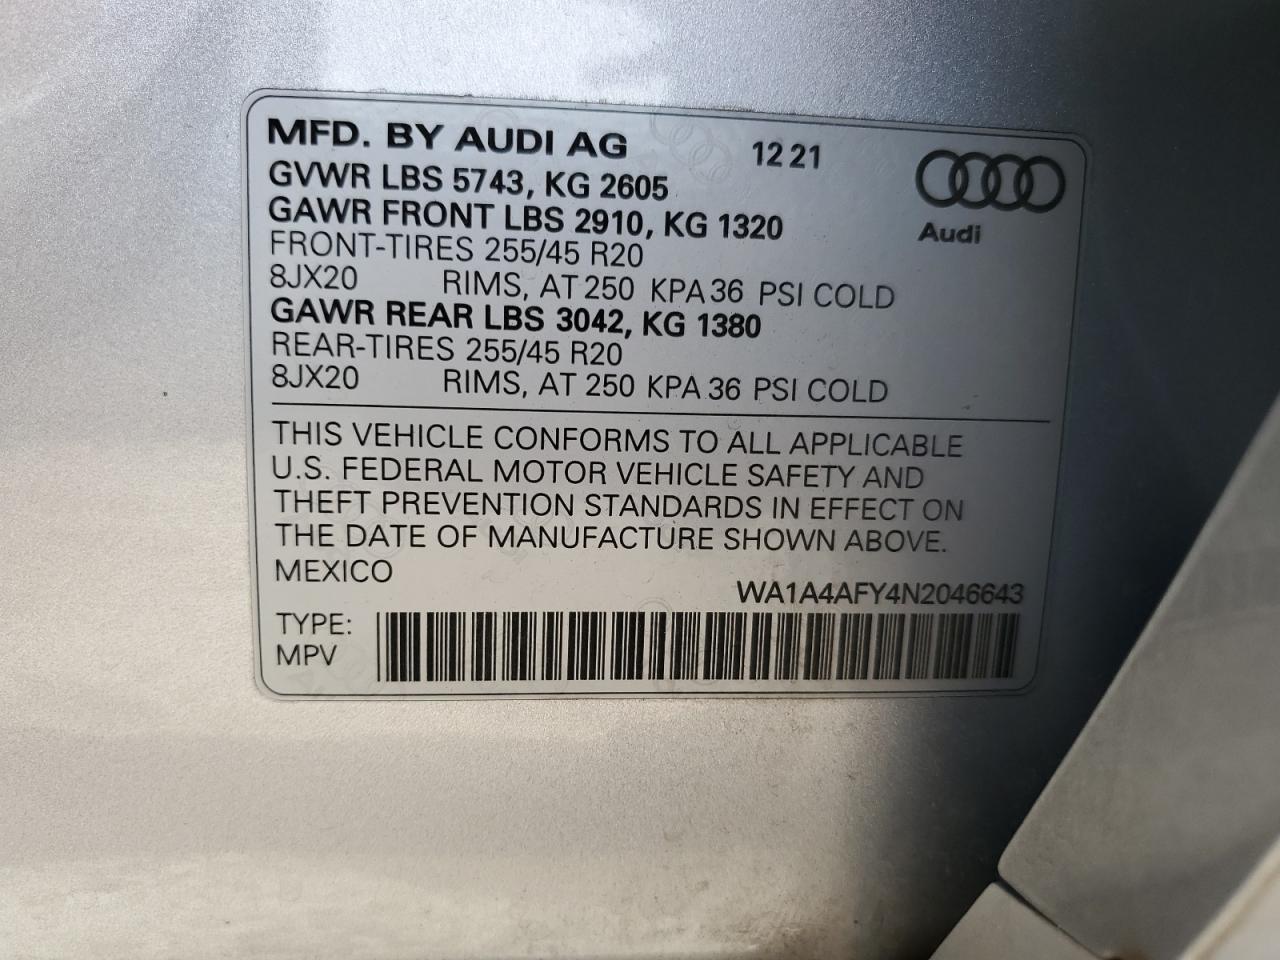 MFD. BY AUDI AG 12 21
GVWR LBS 5743, KG 2605
GAWR FRONT LBS 2910, KG 1320
Audi
FRONT-TIRES 255/45 R20
8JX20 RIMS, AT 250 KPA 36 PSI COLD
GAWR REAR LBS 3042, KG 1380
REAR-TIRES 255/45 R20
8JX20 RIMS, AT 250 KPA 36 PSI COLD
THIS VEHICLE CONFORMS TO ALL APPLICABLE
U.S. FEDERAL MOTOR VEHICLE SAFETY AND
THEFT PREVENTION STANDARDS IN EFFECT ON
THE DATE OF MANUFACTURE SHOWN ABOVE.
MEXICO
WA1A4AFY4N2046643
TYPE:
MPV